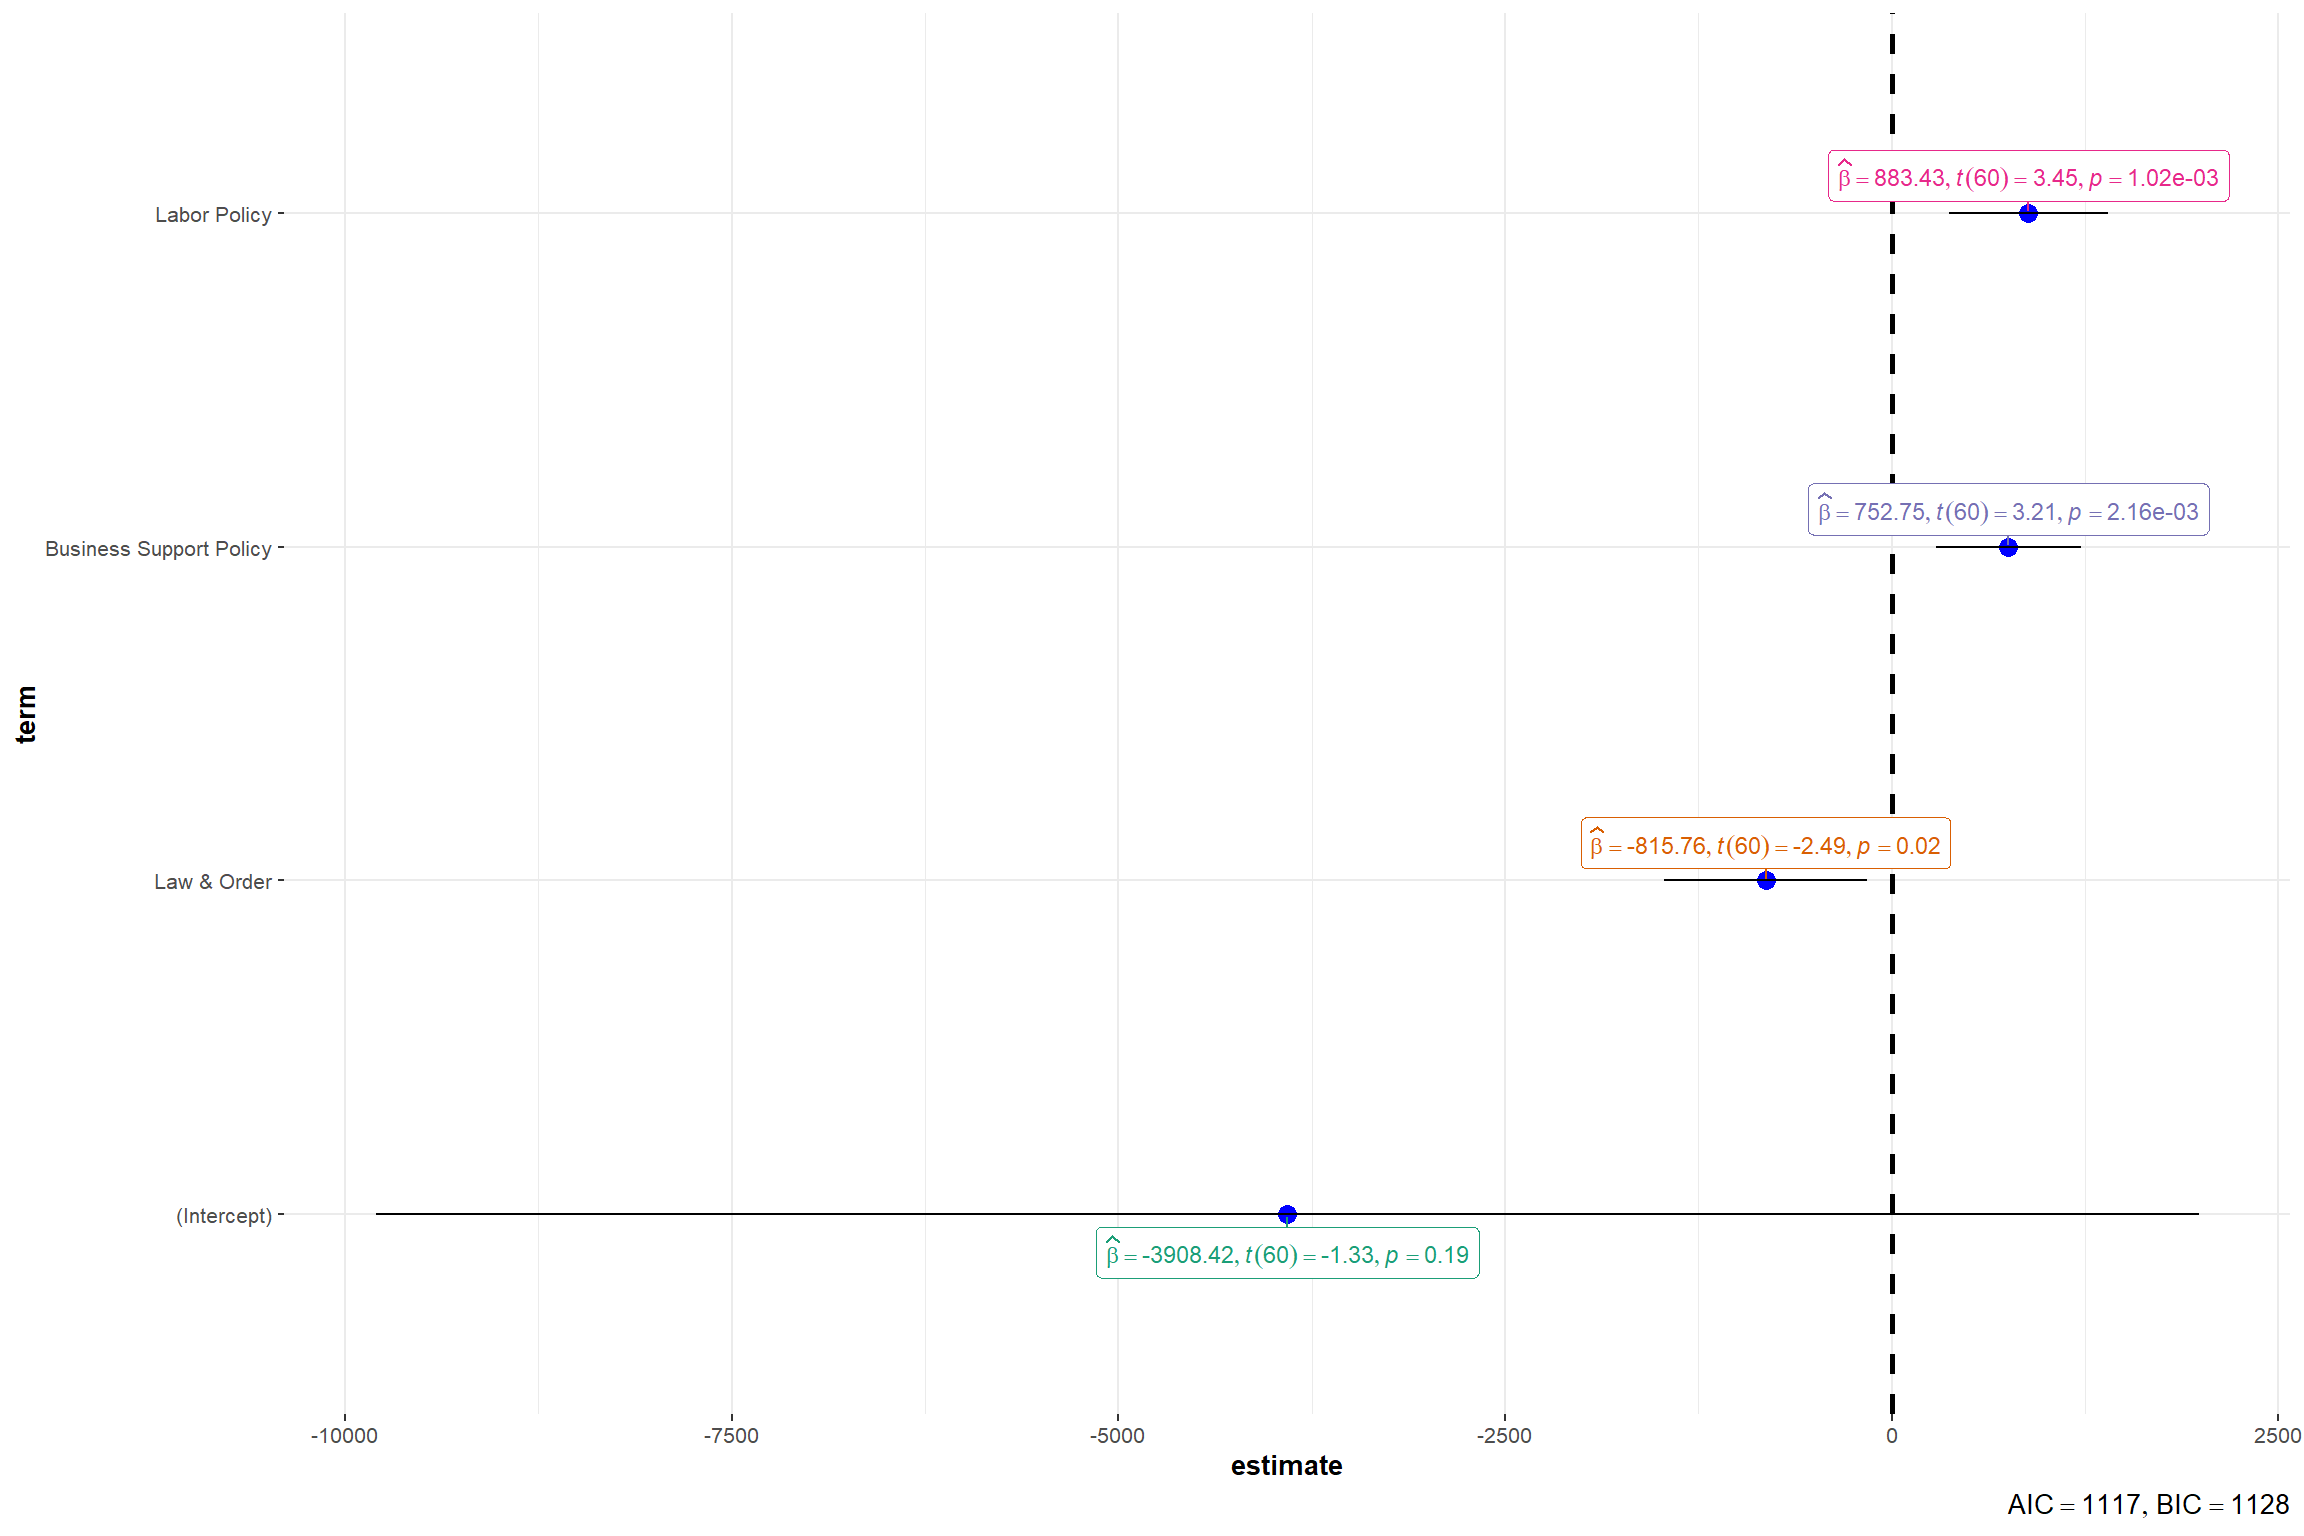 Labor Policy
β̂ = 883.43, t(60) = 3.45, p = 1.02e-03
Business Support Policy
β̂ = 752.75, t(60) = 3.21, p = 2.16e-03
term
Law & Order
β̂ = -815.76, t(60) = -2.49, p = 0.02
(Intercept)
β̂ = -3908.42, t(60) = -1.33, p = 0.19
-10000 -7500 -5000 -2500 0 2500
estimate
AIC = 1117, BIC = 1128